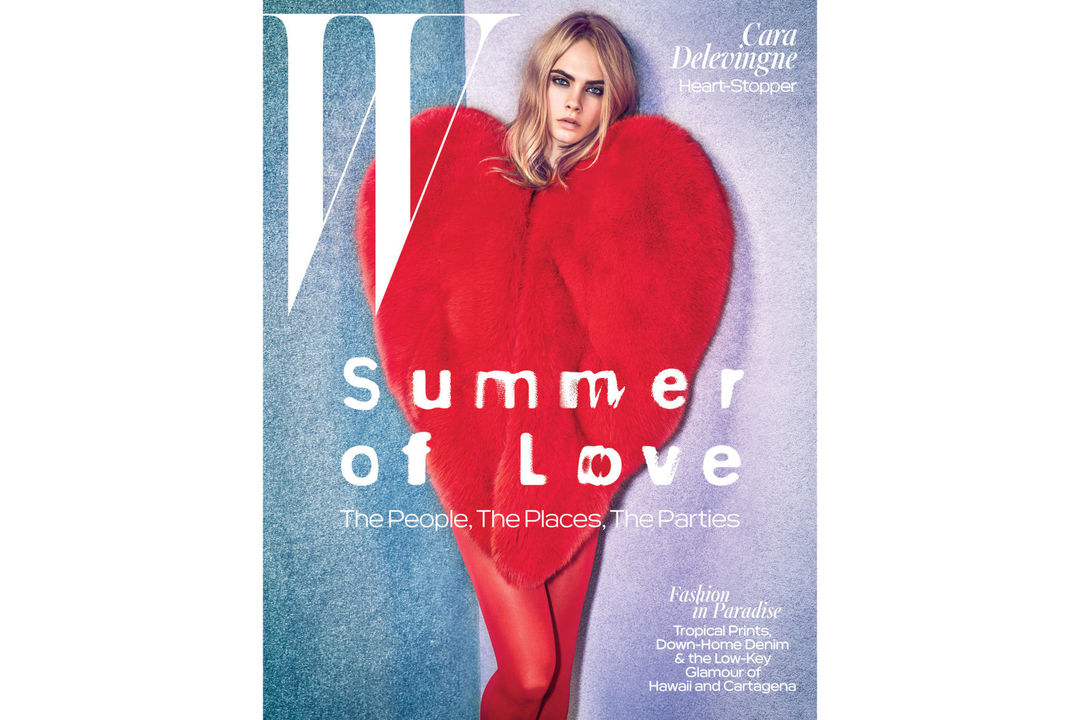 W
Cara
Delevingne
Heart-Stopper
Summer
of Love
The People, The Places, The Parties
Fashion
in Paradise
Tropical Prints,
Down-Home Denim
& the Low-Key
Glamour of
Hawaii and Cartagena